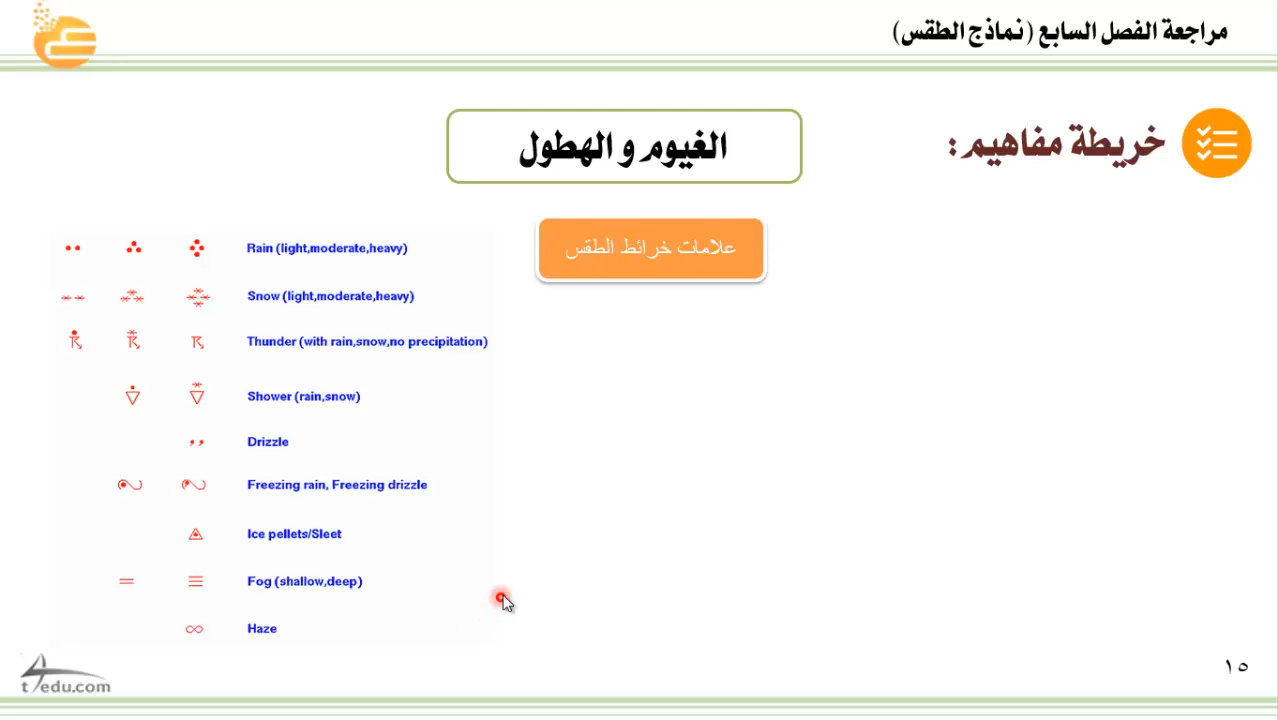 مراجعة الفصل السابع (نماذج الطقس)
خريطة مفاهيم:
الغيوم و الهطول
علامات خرائط الطقس
Rain (light,moderate,heavy)
Snow (light,moderate,heavy)
Thunder (with rain,snow,no precipitation)
Shower (rain,snow)
Drizzle
Freezing rain, Freezing drizzle
Ice pellets/Sleet
Fog (shallow,deep)
Haze
t4edu.com
١٥